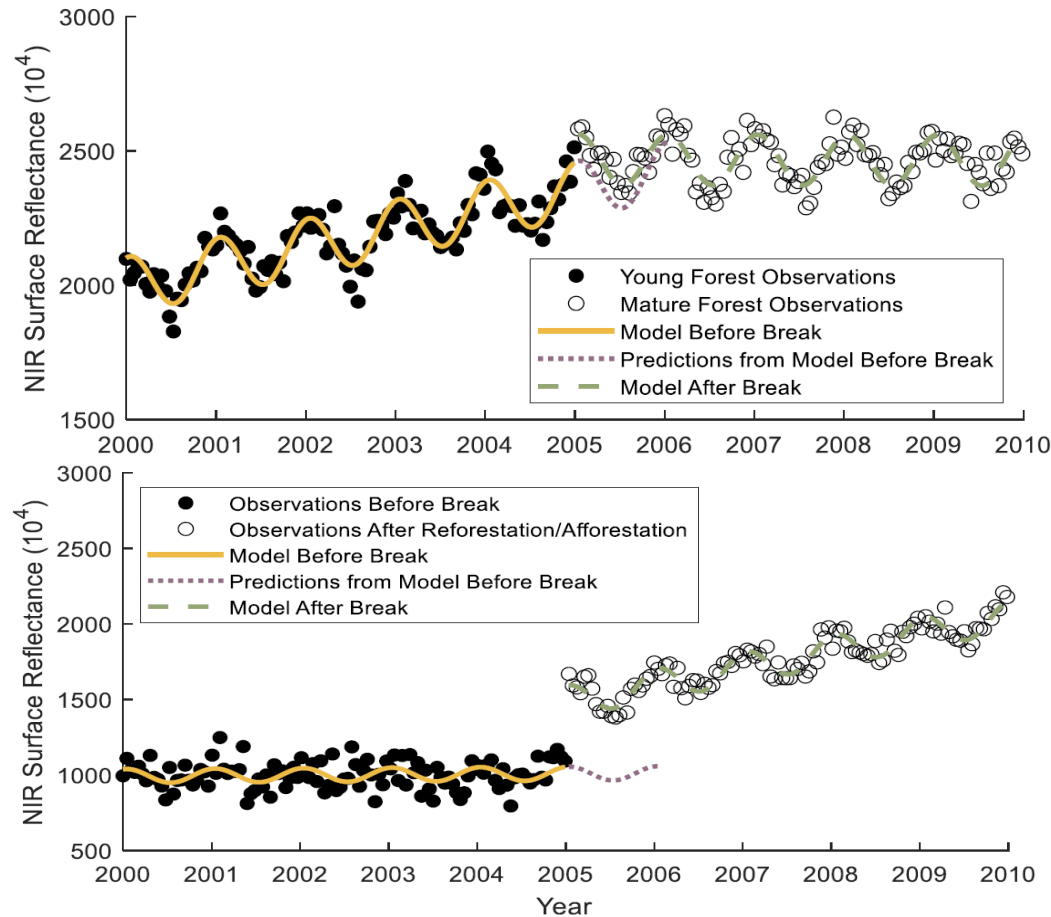 NIR Surface Reflectance (10⁴)
3000
2500
2000
1500
Young Forest Observations
Mature Forest Observations
Model Before Break
Predictions from Model Before Break
Model After Break
2000 2001 2002 2003 2004 2005 2006 2007 2008 2009 2010
NIR Surface Reflectance (10⁴)
3000
2500
2000
1500
1000
500
Observations Before Break
Observations After Reforestation/Afforestation
Model Before Break
Predictions from Model Before Break
Model After Break
2000 2001 2002 2003 2004 2005 2006 2007 2008 2009 2010
Year